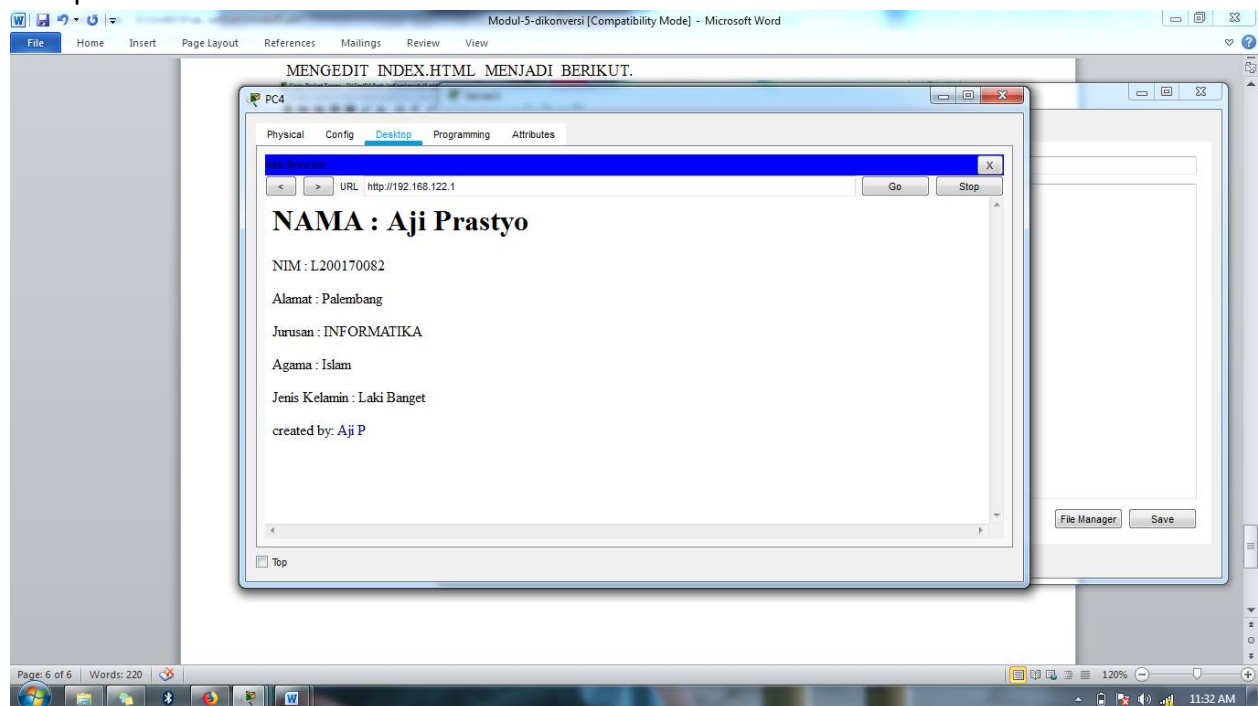 Modul-5-dikonversi [Compatibility Mode] - Microsoft Word
File Home Insert Page Layout References Mailings Review View
MENGEDIT INDEX.HTML MENJADI BERIKUT.
PC4
Physical Config Desktop Programming Attributes
Web Browser
X
< > URL http://192.168.122.1 Go Stop
NAMA : Aji Prastyo
NIM : L200170082
Alamat : Palembang
Jurusan : INFORMATIKA
Agama : Islam
Jenis Kelamin : Laki Banget
created by: Aji P
File Manager Save
Top
Page: 6 of 6 Words: 220 120%
11:32 AM